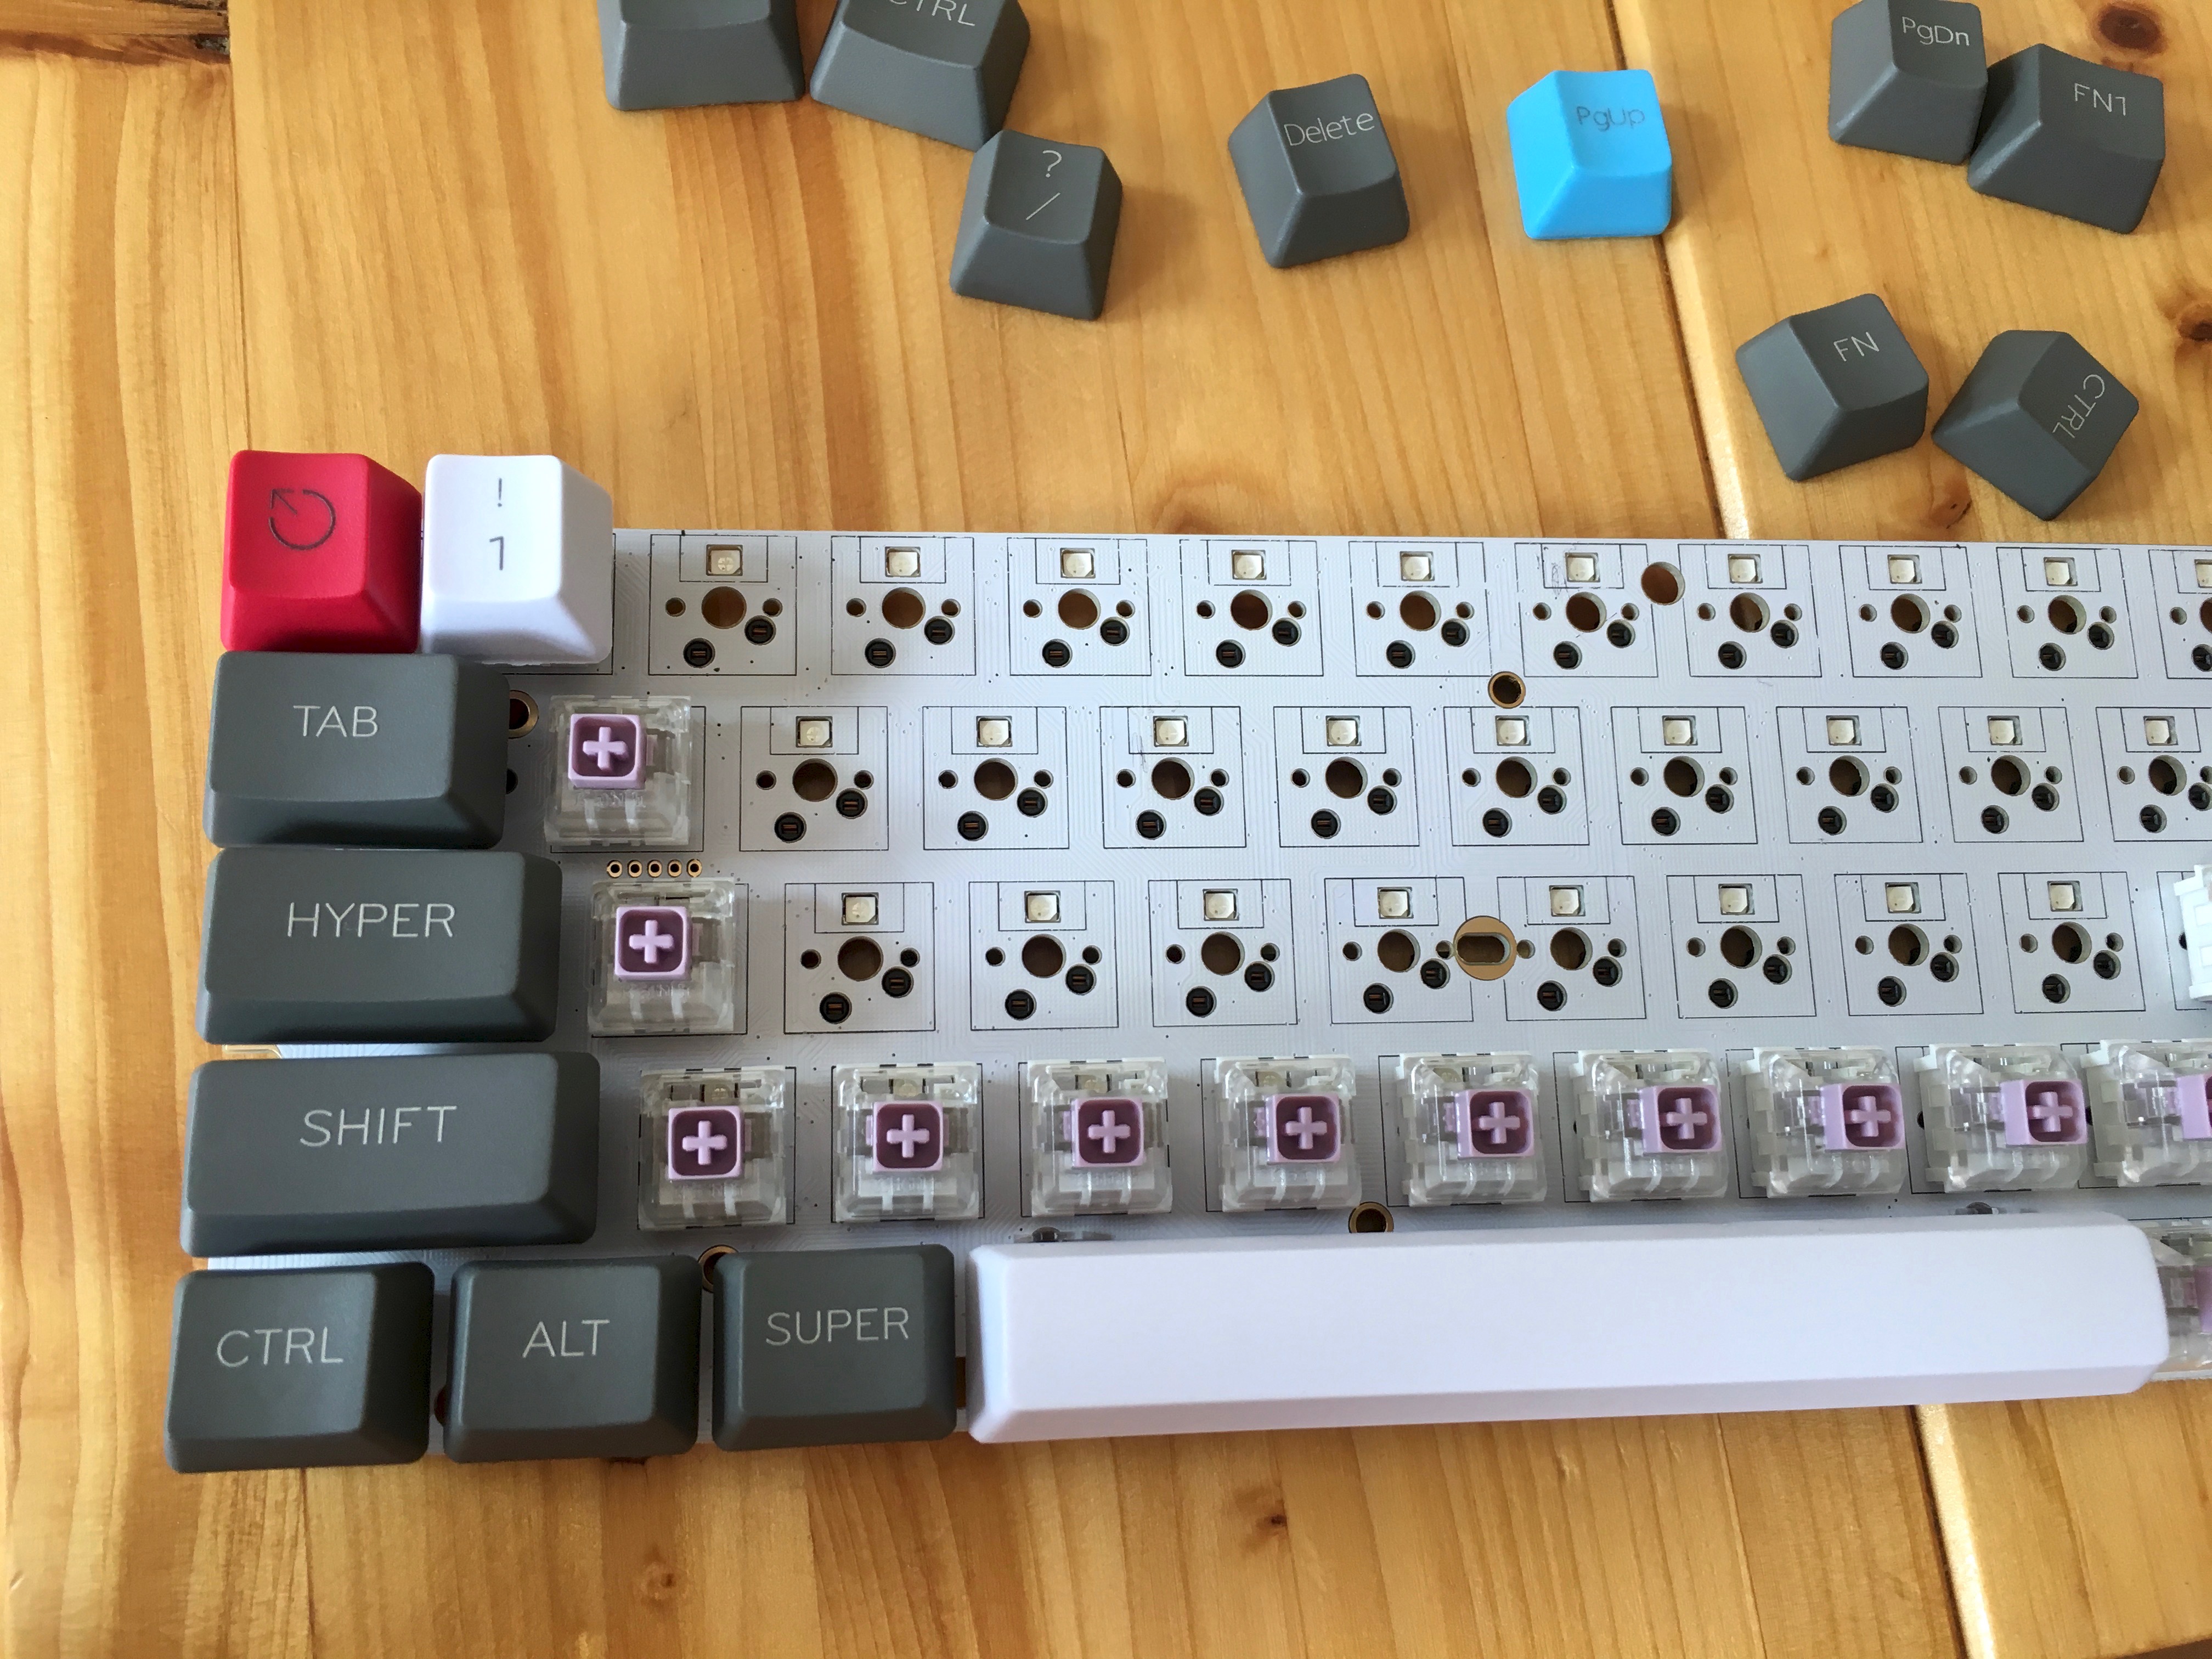 CTRL
PgDn
FN1
?
/
Delete
PgUp
FN
CTRL
!
1
TAB
HYPER
SHIFT
CTRL
ALT
SUPER